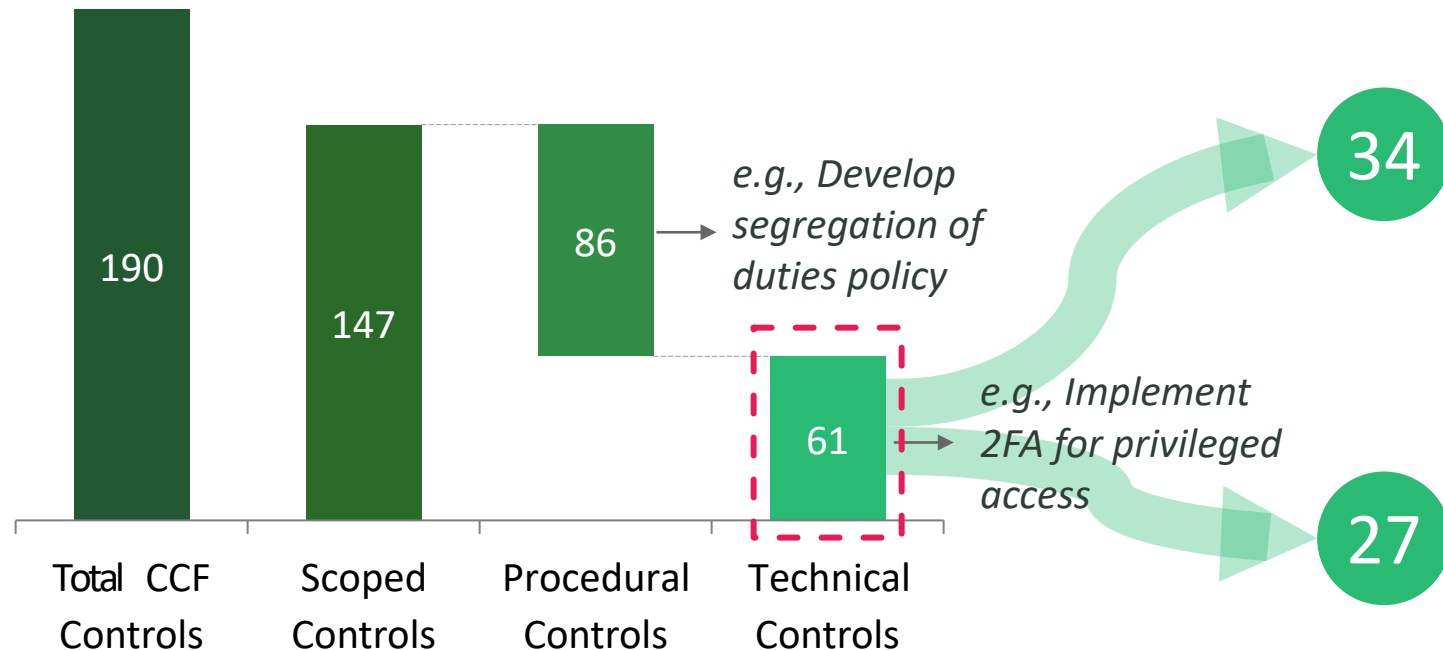 190
147
86
61
e.g., Develop
segregation of
duties policy
e.g., Implement
2FA for privileged
access
34
27
Total CCF
Controls
Scoped
Controls
Procedural
Controls
Technical
Controls